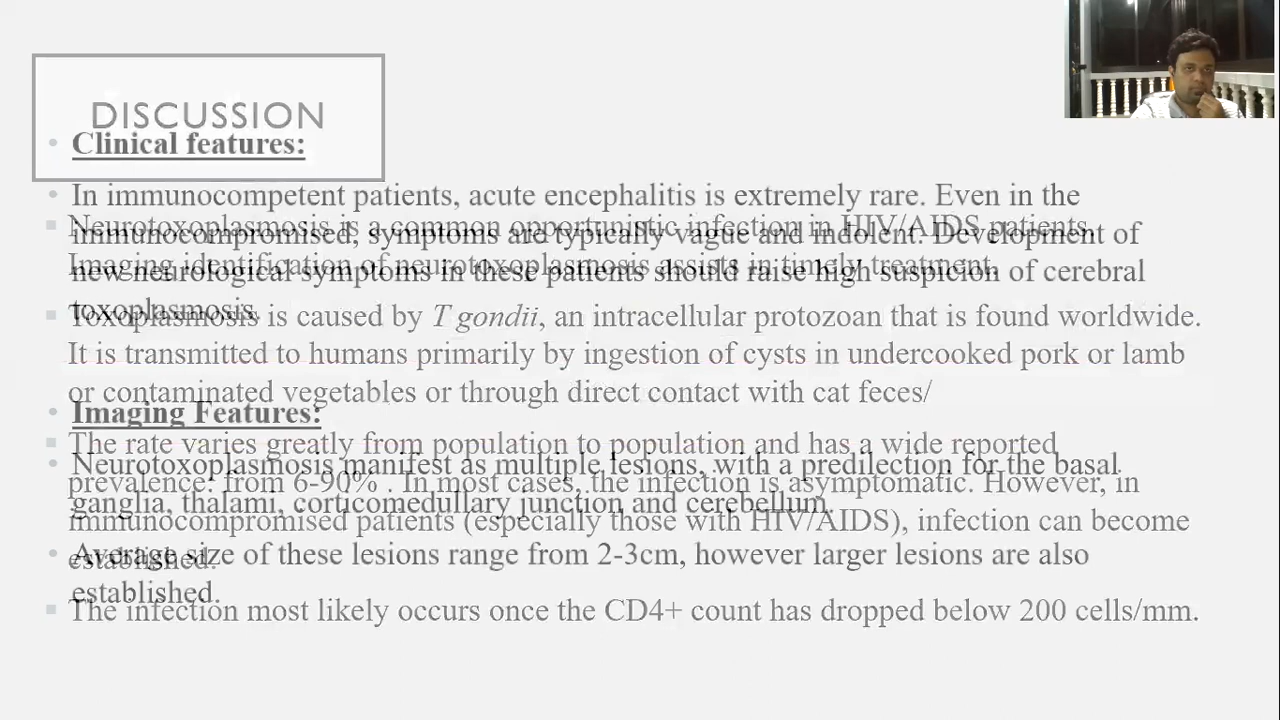 DISCUSSION
Neurotoxoplasmosis is a common opportunistic infection in HIV/AIDS patients.
Imaging identification of neurotoxoplasmosis assists in timely treatment.
Toxoplasmosis is caused by T gondii, an intracellular protozoan that is found worldwide.
It is transmitted to humans primarily by ingestion of cysts in undercooked pork or lamb
or contaminated vegetables or through direct contact with cat feces/
The rate varies greatly from population to population and has a wide reported
prevalence: from 6-90% . In most cases, the infection is asymptomatic. However, in
immunocompromised patients (especially those with HIV/AIDS), infection can become
established.
The infection most likely occurs once the CD4+ count has dropped below 200 cells/mm.
Clinical features:
In immunocompetent patients, acute encephalitis is extremely rare. Even in the
immunocompromised, symptoms are typically vague and indolent. Development of
new neurological symptoms in these patients should raise high suspicion of cerebral
toxoplasmosis.
Imaging Features:
Neurotoxoplasmosis manifest as multiple lesions, with a predilection for the basal
ganglia, thalami, corticomedullary junction and cerebellum.
Average size of these lesions range from 2-3cm, however larger lesions are also
established.